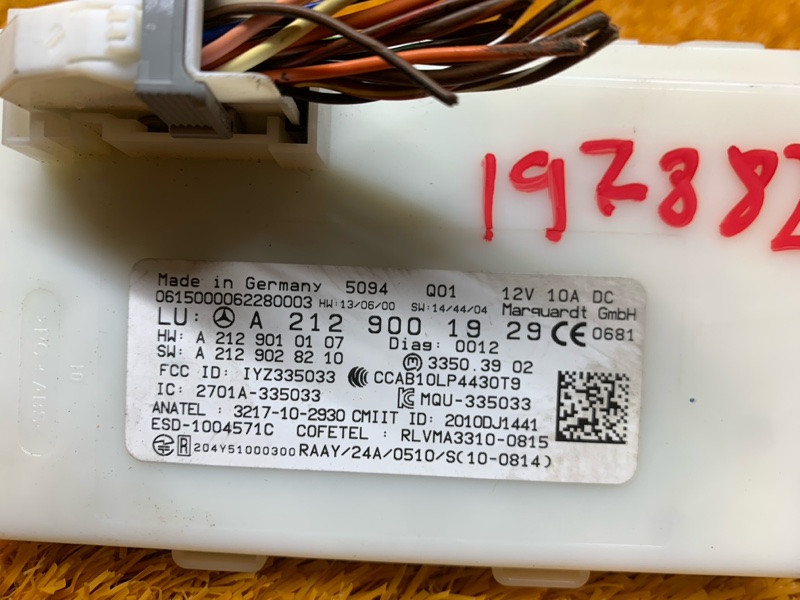 19Z88Z
Made in Germany 5094 Q01 12V 10A DC
0615000062280003 HW:13/06/00 SW:14/44/04 Marquardt GmbH
LU: A 212 900 19 29 CE 0681
HW: A 212 901 01 07 Diag: 0012
SW: A 212 902 82 10 M 3350.39 02
FCC ID: IYZ335033 CCAB10LP4430T9
IC: 2701A-335033 MQU-335033
ANATEL : 3217-10-2930 CMIIT ID: 2010DJ1441
ESD-1004571C COFETEL : RLVMA3310-0815
R 204Y51000300 RAAY/24A/0510/S(10-0814)